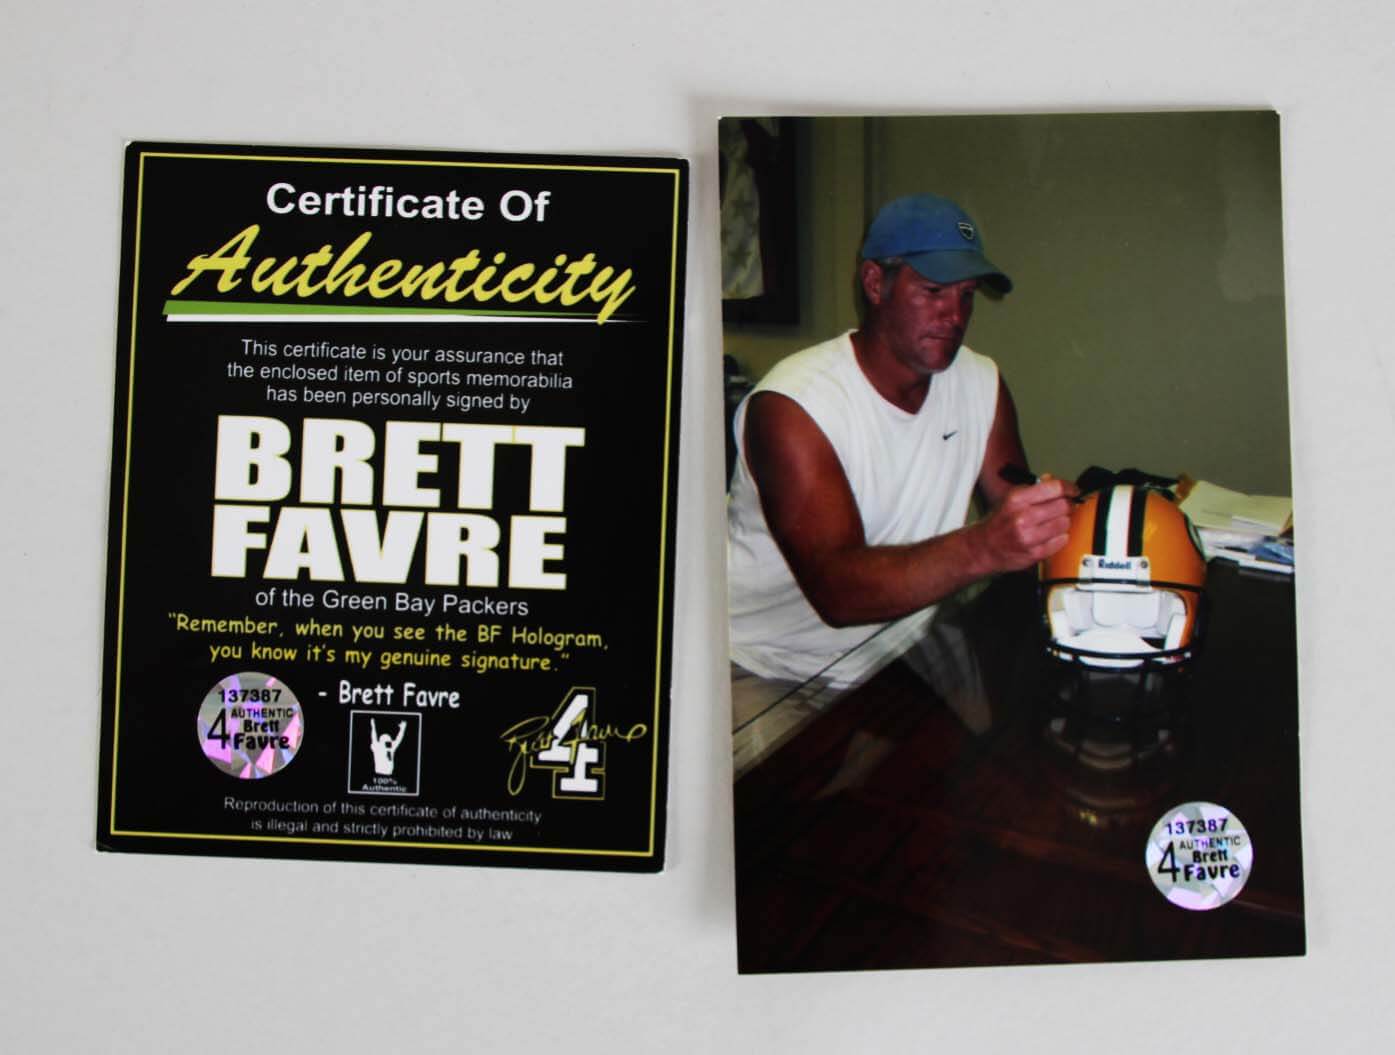 Certificate Of
Authenticity
This certificate is your assurance that
the enclosed item of sports memorabilia
has been personally signed by
BRETT
FAVRE
of the Green Bay Packers
"Remember, when you see the BF Hologram,
you know it's my genuine signature."
- Brett Favre
137387
AUTHENTIC
4 Brett
Favre
100%
Authentic
Brett Favre
4
Reproduction of this certificate of authenticity
is illegal and strictly prohibited by law
Riddell
137387
AUTHENTIC
4 Brett
Favre